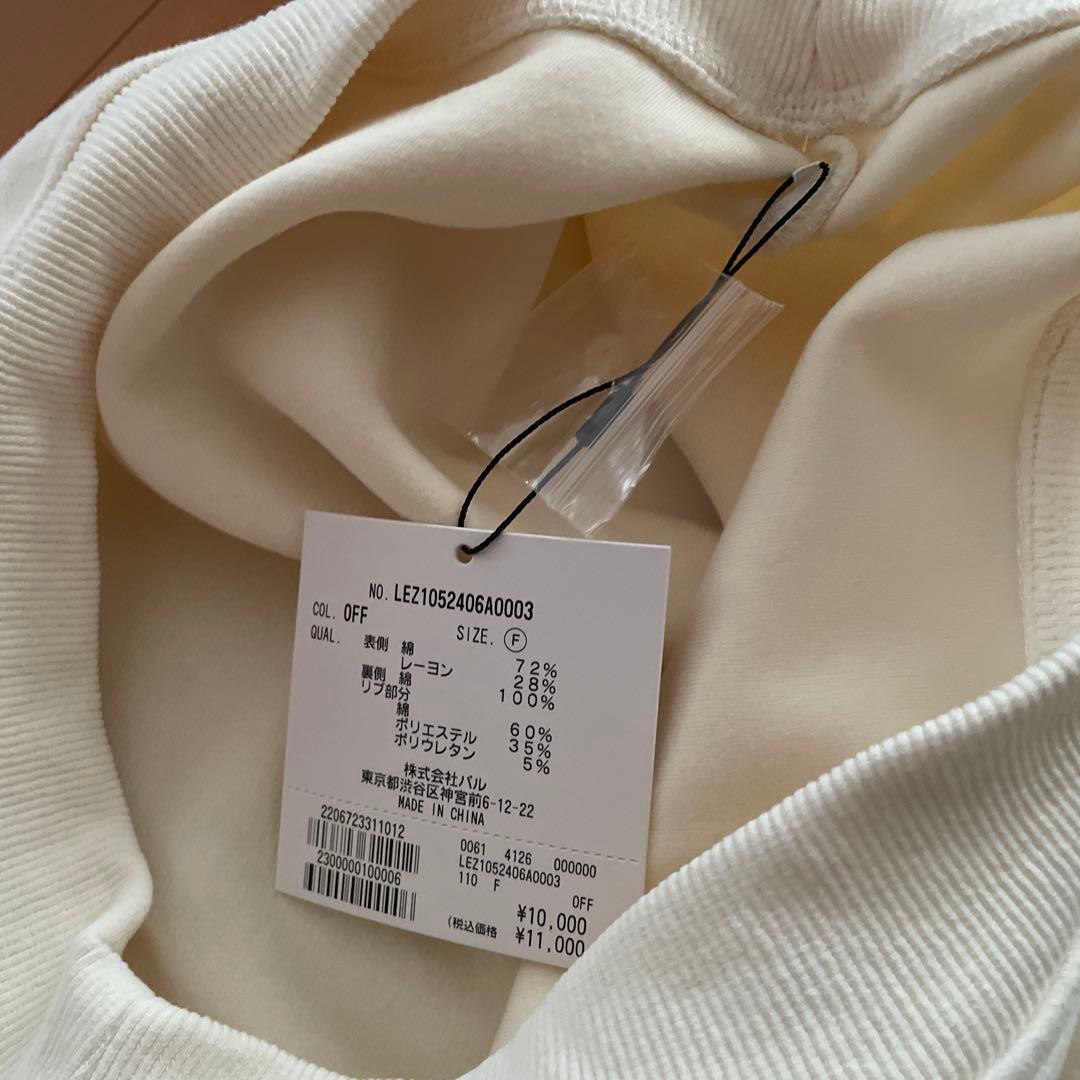 NO. LEZ1052406A0003
COL. OFF
SIZE. Ⓕ
QUAL. 表側 綿 72%
レーヨン 28%
裏側 綿 100%
リブ部分
綿 60%
ポリエステル 35%
ポリウレタン 5%
株式会社パル
東京都渋谷区神宮前6-12-22
MADE IN CHINA
2206723311012
2300000100006
0061 4126 000000
LEZ1052406A0003
110 F
OFF
¥10,000
(税込価格 ¥11,000